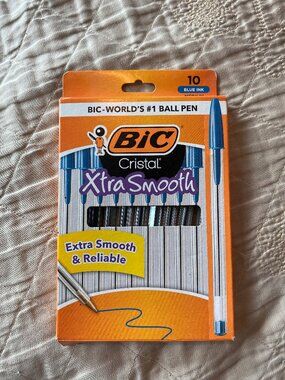 10
BLUE INK
BIC-WORLD'S #1 BALL PEN
BiC
Cristal
Xtra Smooth
Extra Smooth
& Reliable